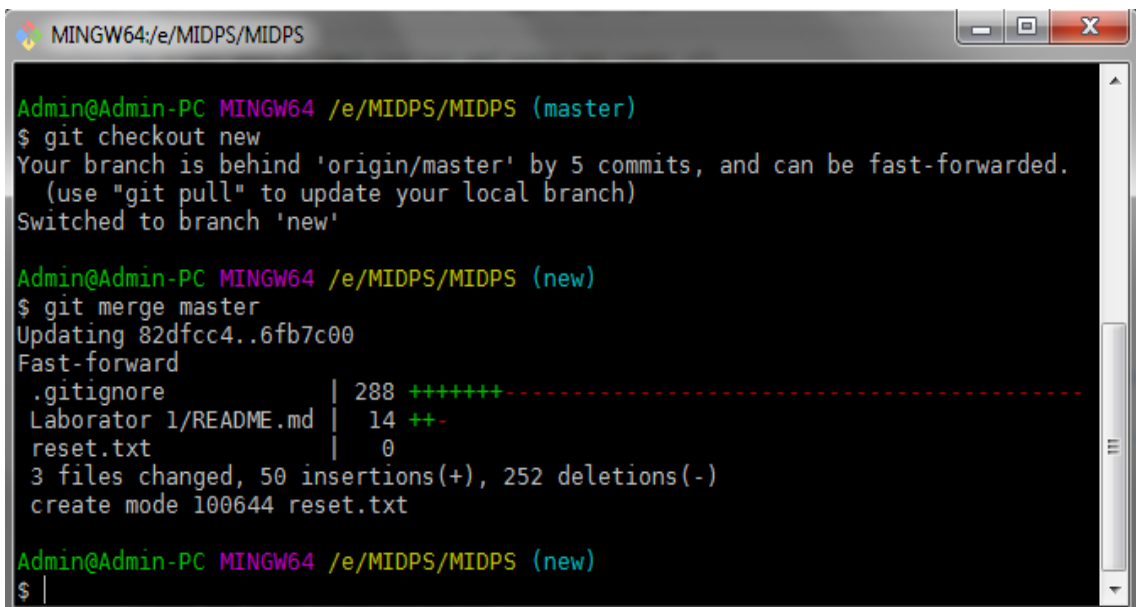 MINGW64:/e/MIDPS/MIDPS
Admin@Admin-PC MINGW64 /e/MIDPS/MIDPS (master)
$ git checkout new
Your branch is behind 'origin/master' by 5 commits, and can be fast-forwarded.
  (use "git pull" to update your local branch)
Switched to branch 'new'
Admin@Admin-PC MINGW64 /e/MIDPS/MIDPS (new)
$ git merge master
Updating 82dfcc4..6fb7c00
Fast-forward
 .gitignore             | 288 +++++++-------------------------------------------
 Laborator 1/README.md |  14 ++-
 reset.txt              |   0
 3 files changed, 50 insertions(+), 252 deletions(-)
 create mode 100644 reset.txt
Admin@Admin-PC MINGW64 /e/MIDPS/MIDPS (new)
$